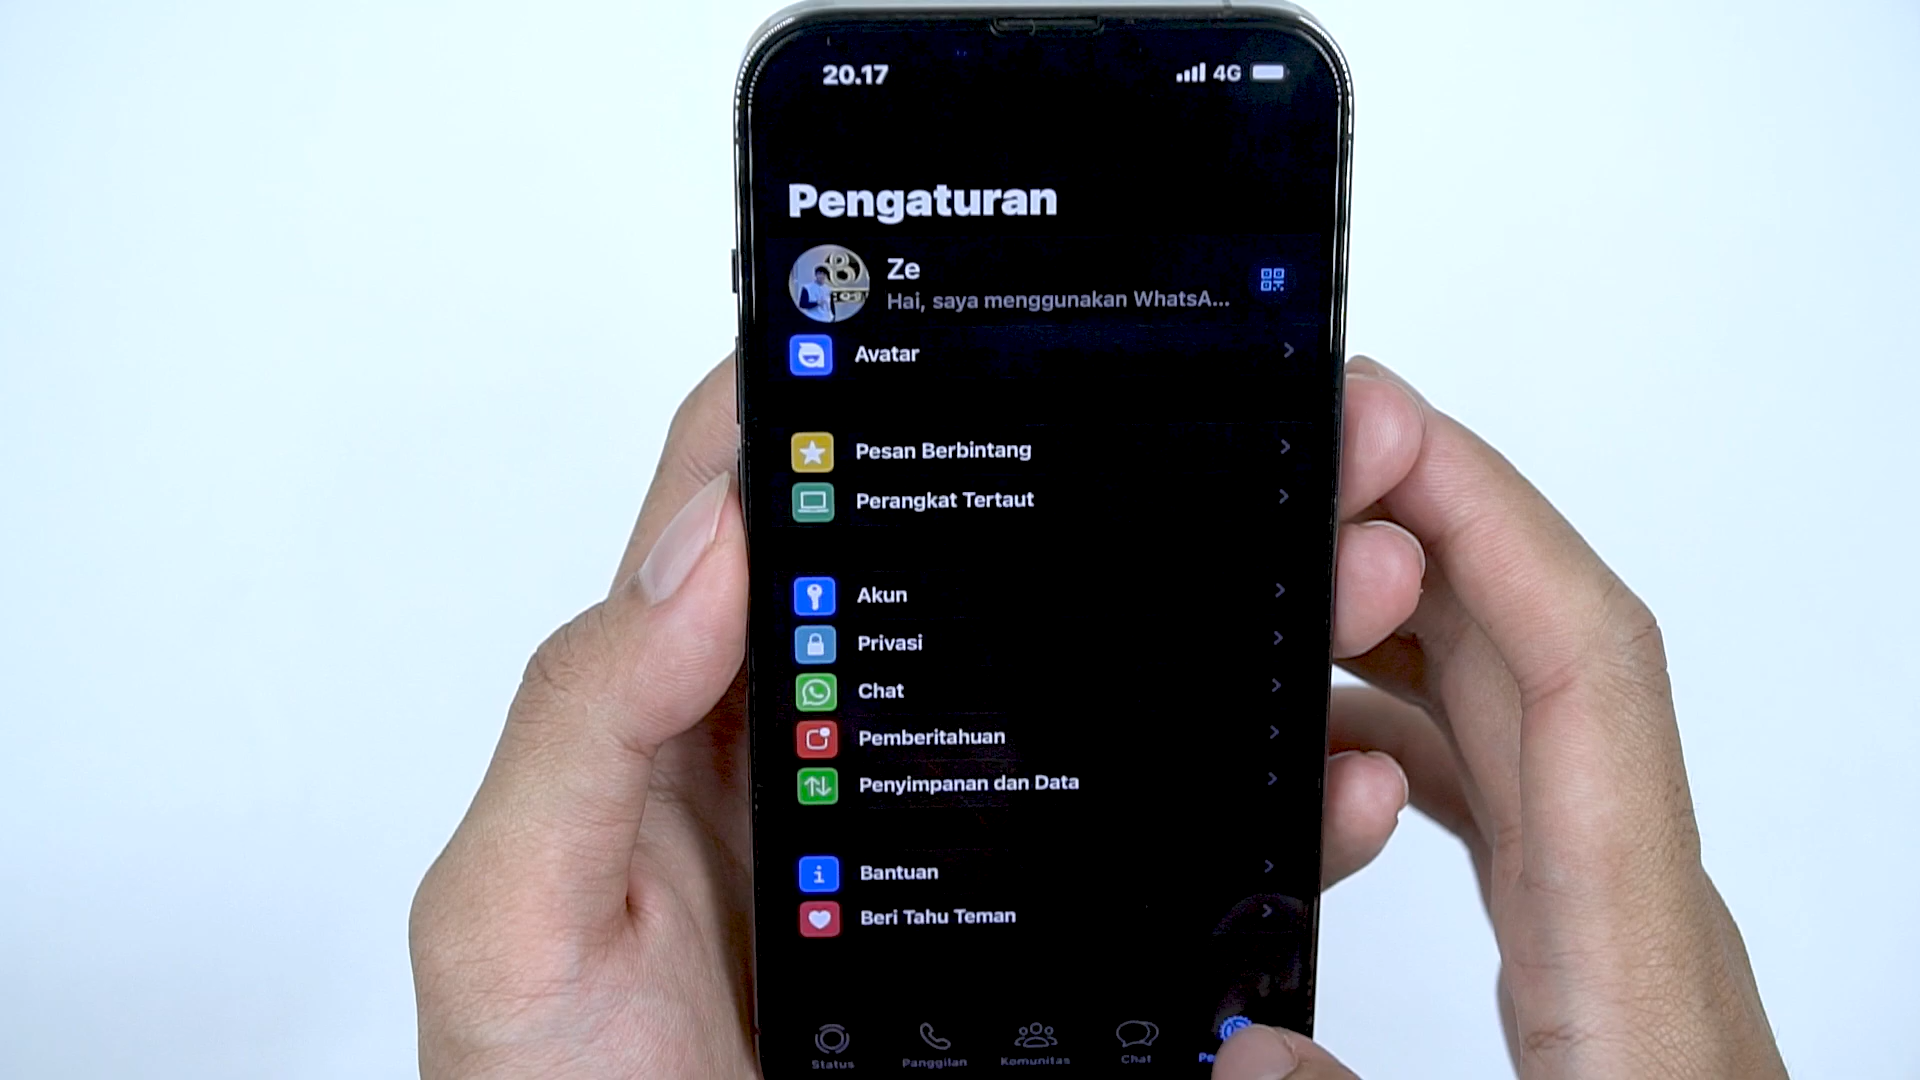 20.17
4G
Pengaturan
Ze
Hai, saya menggunakan WhatsA...
Avatar
Pesan Berbintang
Perangkat Tertaut
Akun
Privasi
Chat
Pemberitahuan
Penyimpanan dan Data
Bantuan
Beri Tahu Teman
Status
Panggilan
Komunitas
Chat